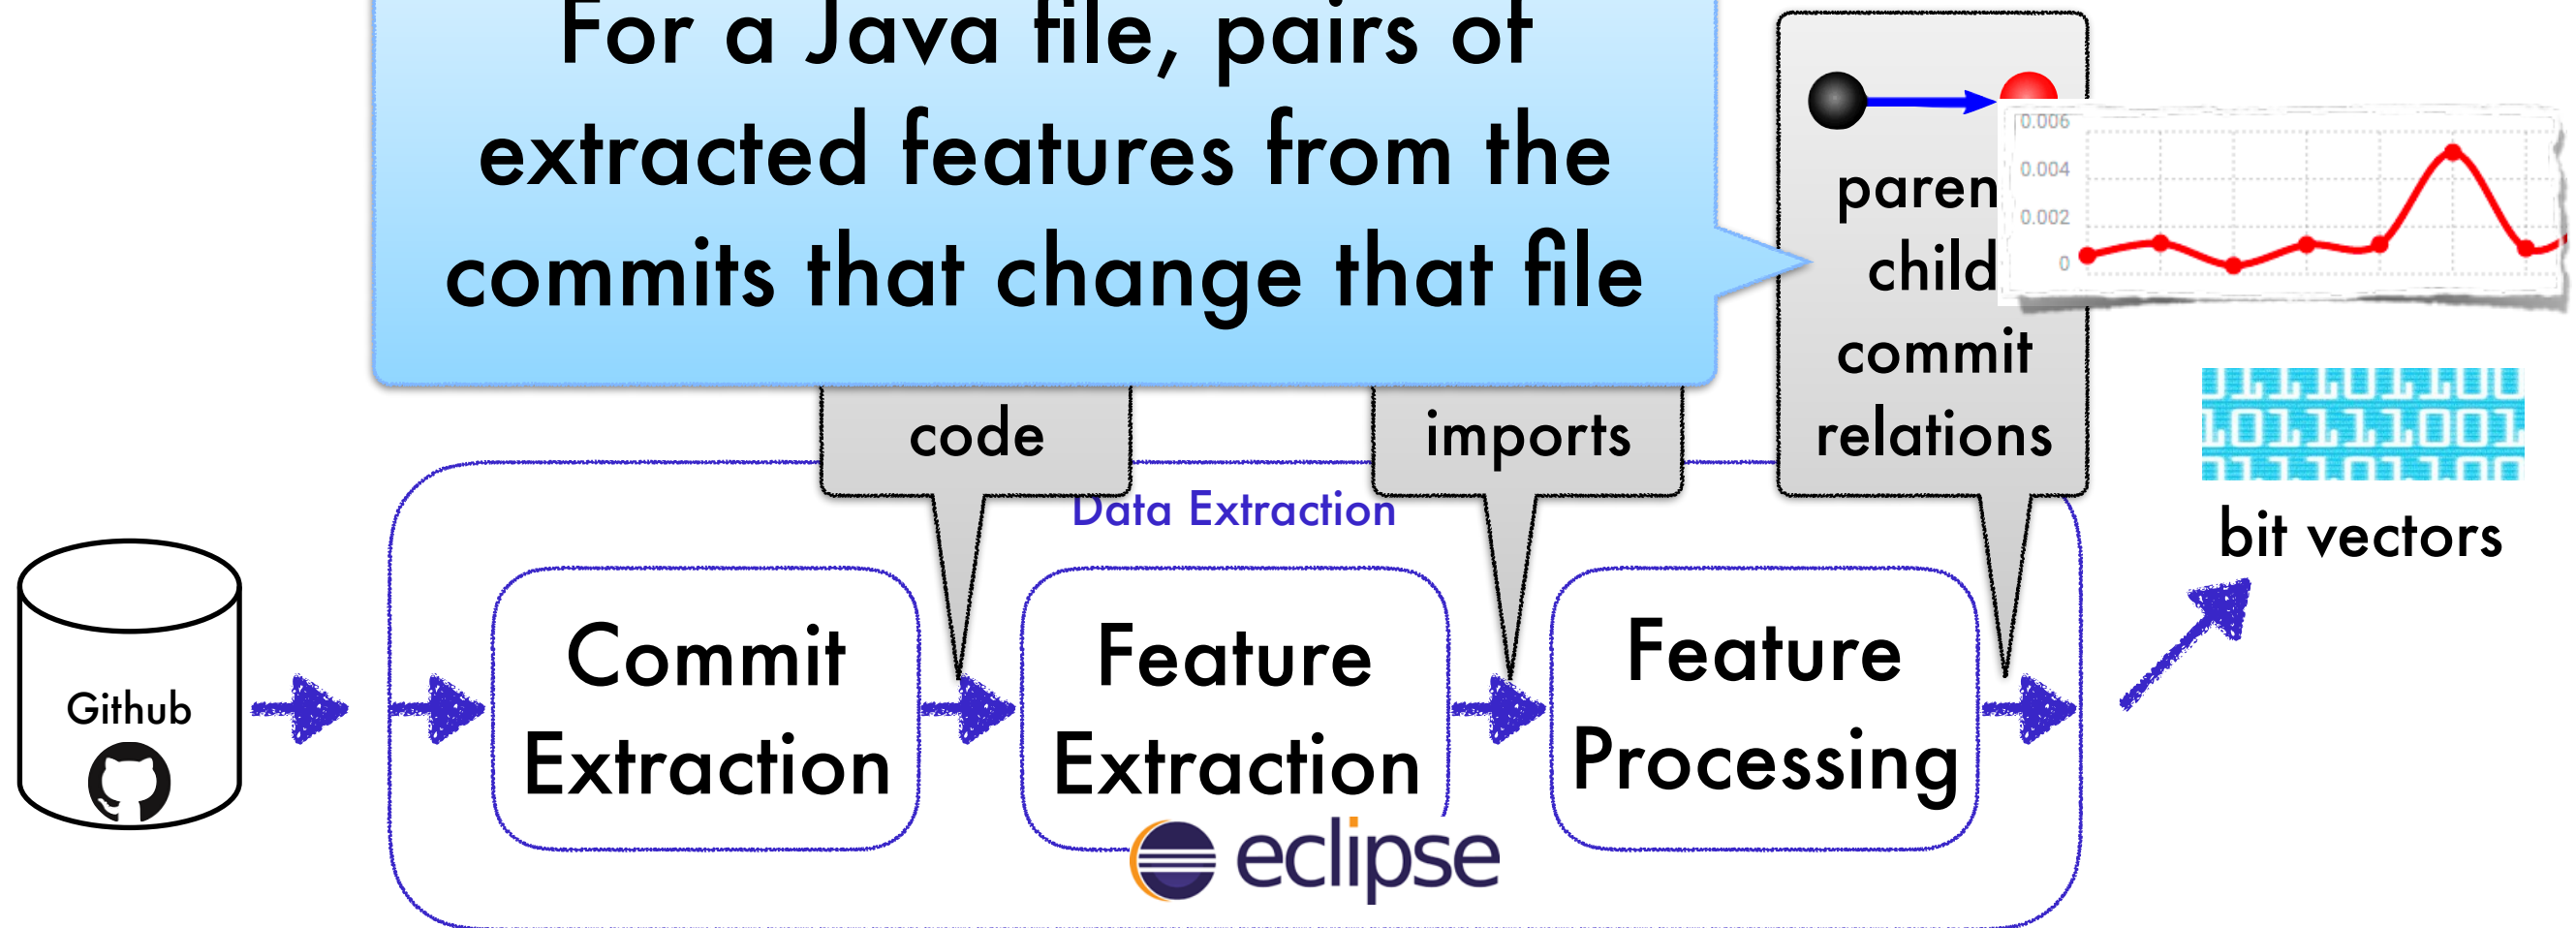 For a Java file, pairs of
extracted features from the
commits that change that file
0.006
0.004
0.002
0
child
commit
relations
code
imports
Data Extraction
bit vectors
Github
Commit
Extraction
Feature
Extraction
Feature
Processing
eclipse
10111001